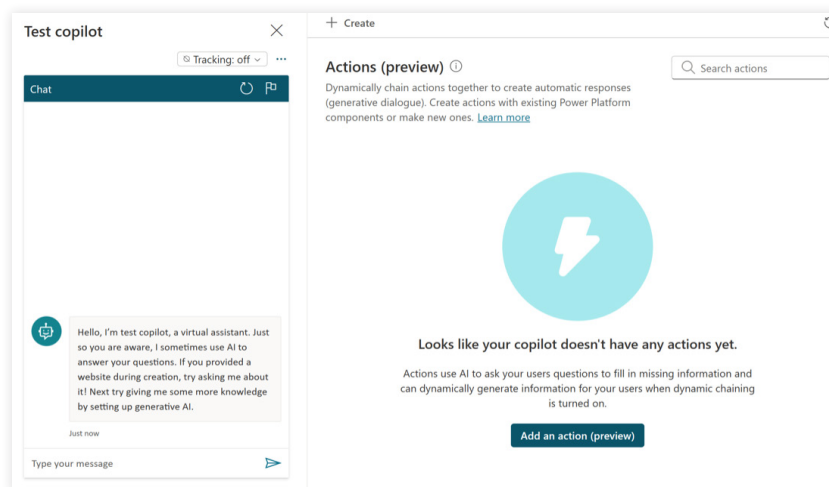 Test copilot
Tracking: off
Chat
Hello, I'm test copilot, a virtual assistant. Just
so you are aware, I sometimes use AI to
answer your questions. If you provided a
website during creation, try asking me about
it! Next try giving me some more knowledge
by setting up generative AI.
Just now
Type your message
Create
Actions (preview)
Search actions
Dynamically chain actions together to create automatic responses
(generative dialogue). Create actions with existing Power Platform
components or make new ones. Learn more
Looks like your copilot doesn't have any actions yet.
Actions use AI to ask your users questions to fill in missing information and
can dynamically generate information for your users when dynamic chaining
is turned on.
Add an action (preview)